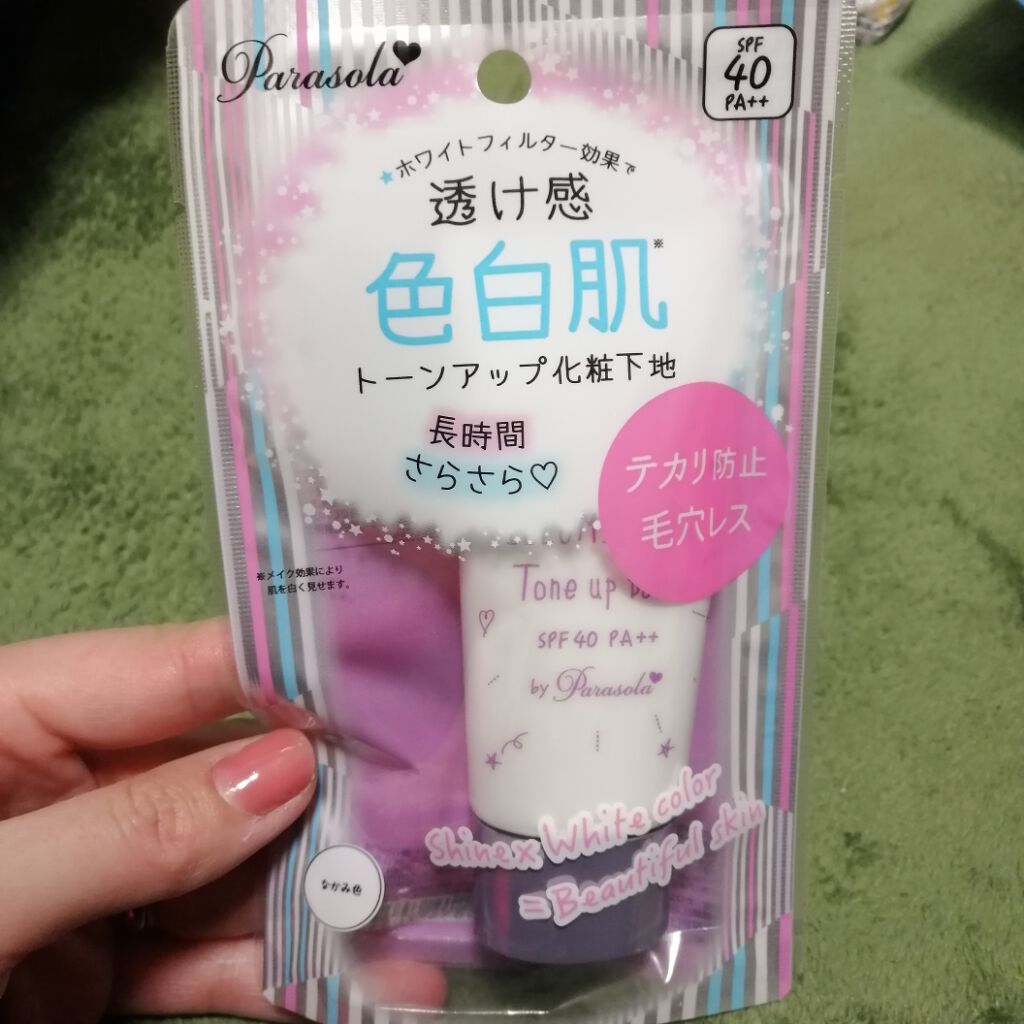 Parasola
SPF
40
PA++
ホワイトフィルター効果で
透け感
色白肌※
トーンアップ化粧下地
長時間
さらさら♡
テカリ防止
毛穴レス
※メイク効果により
肌を白く見せます。
Tone up
SPF 40 PA++
by Parasola
Shine x White color
= Beautiful skin
なかみ色